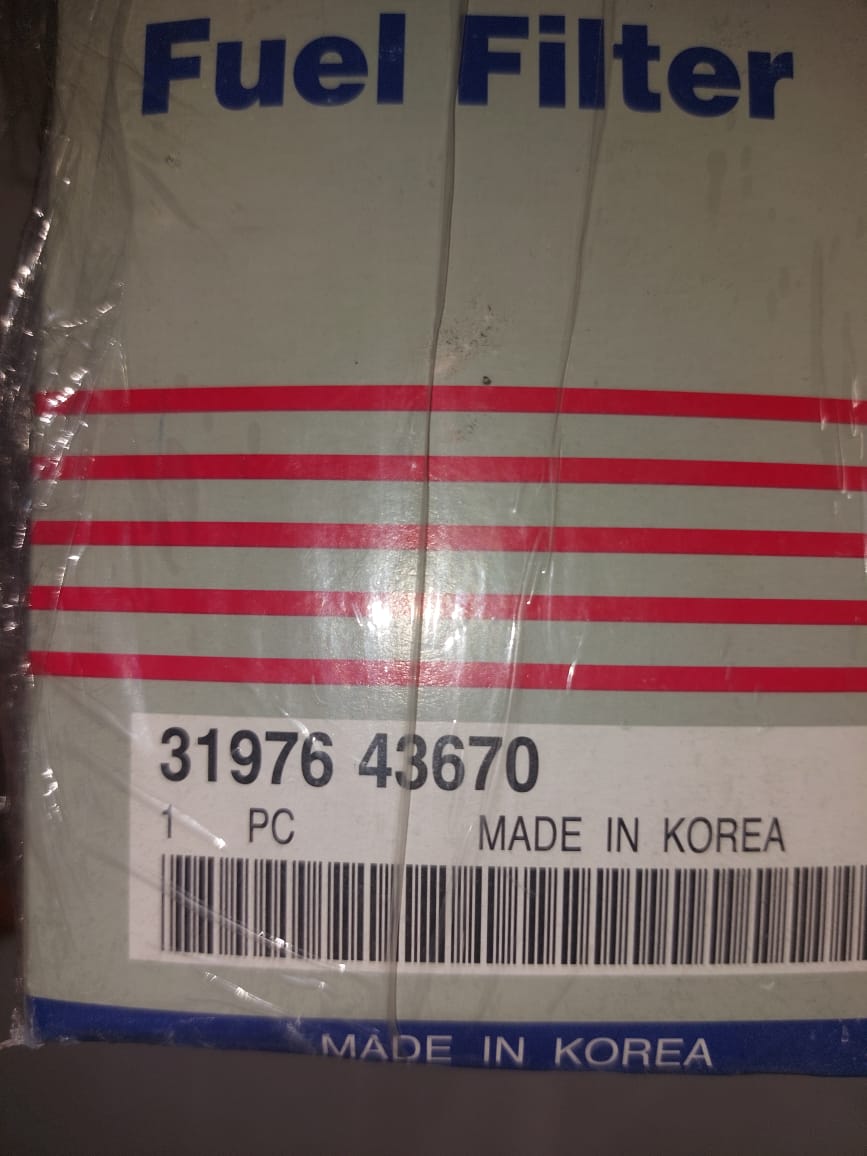 Fuel Filter
31976 43670
1 PC MADE IN KOREA
MADE IN KOREA